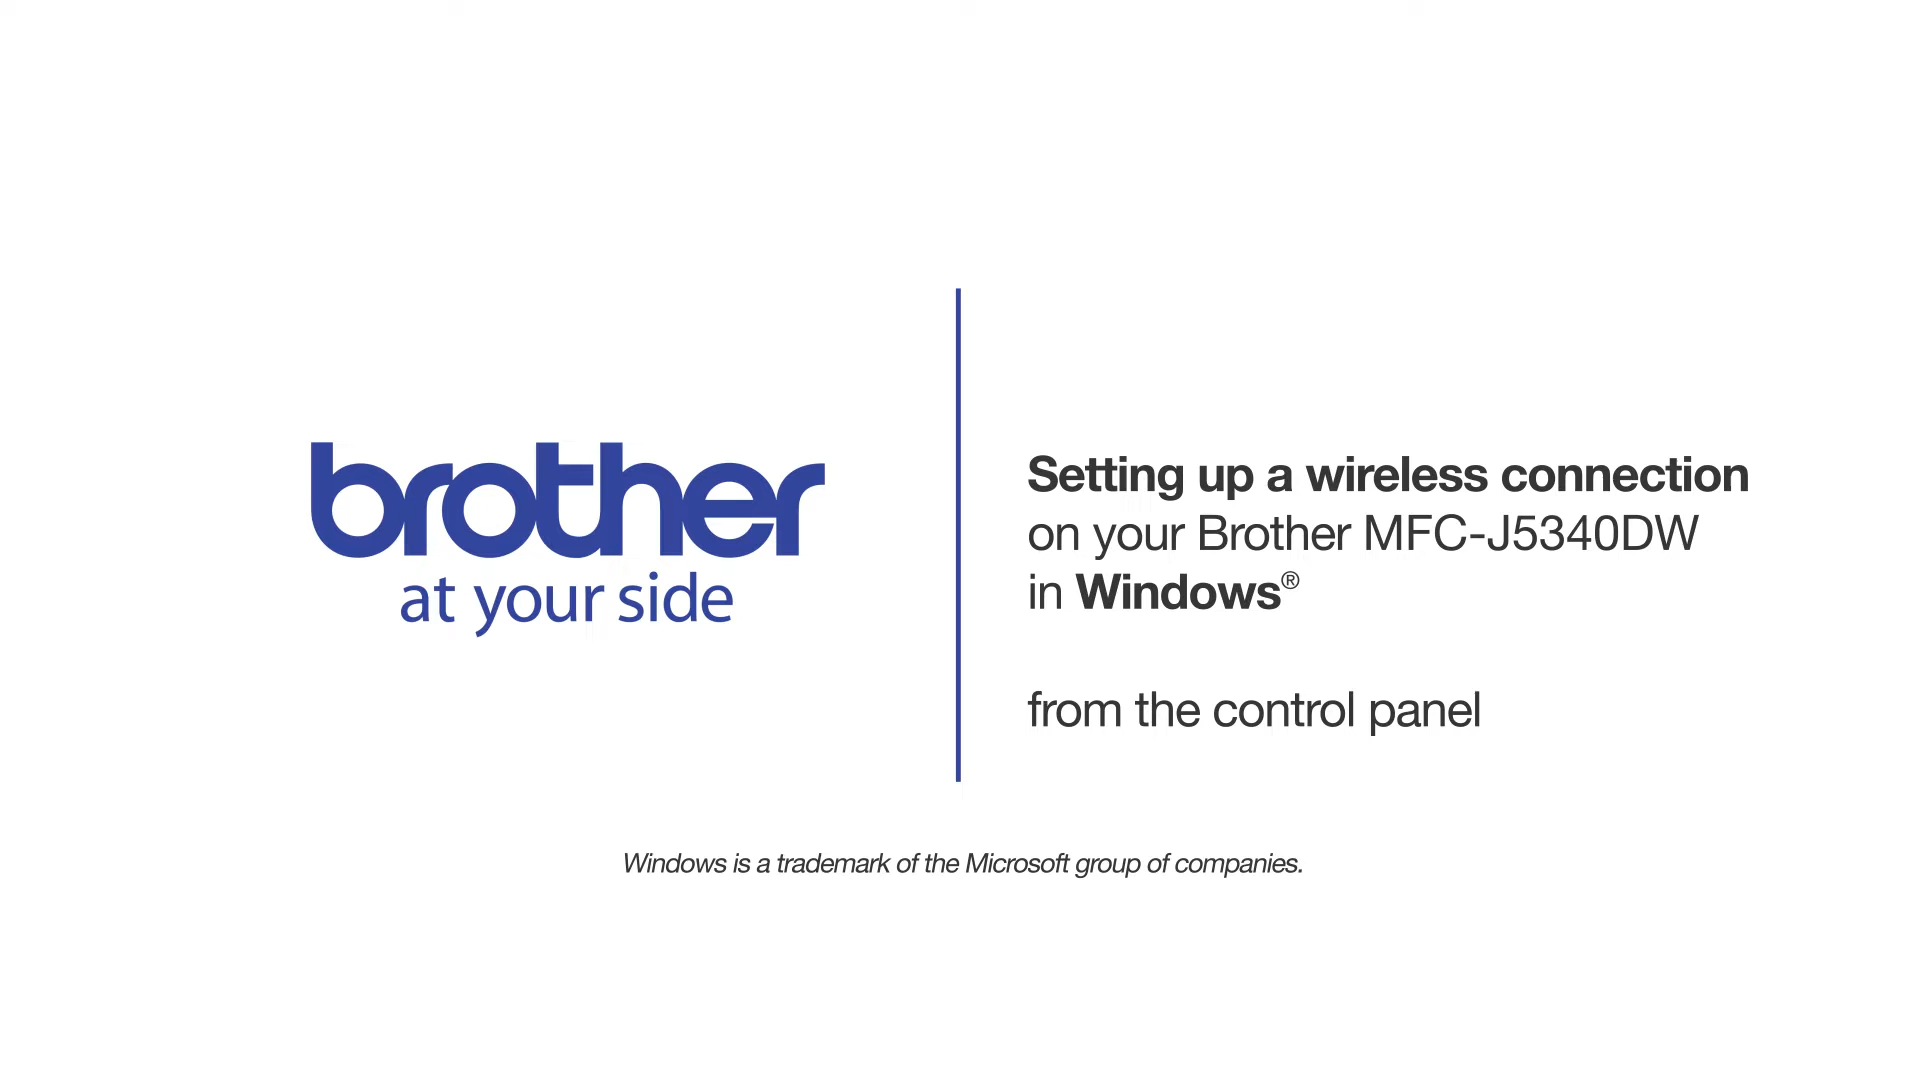 brother
at your side
Setting up a wireless connection
on your Brother MFC-J5340DW
in Windows®
from the control panel
Windows is a trademark of the Microsoft group of companies.